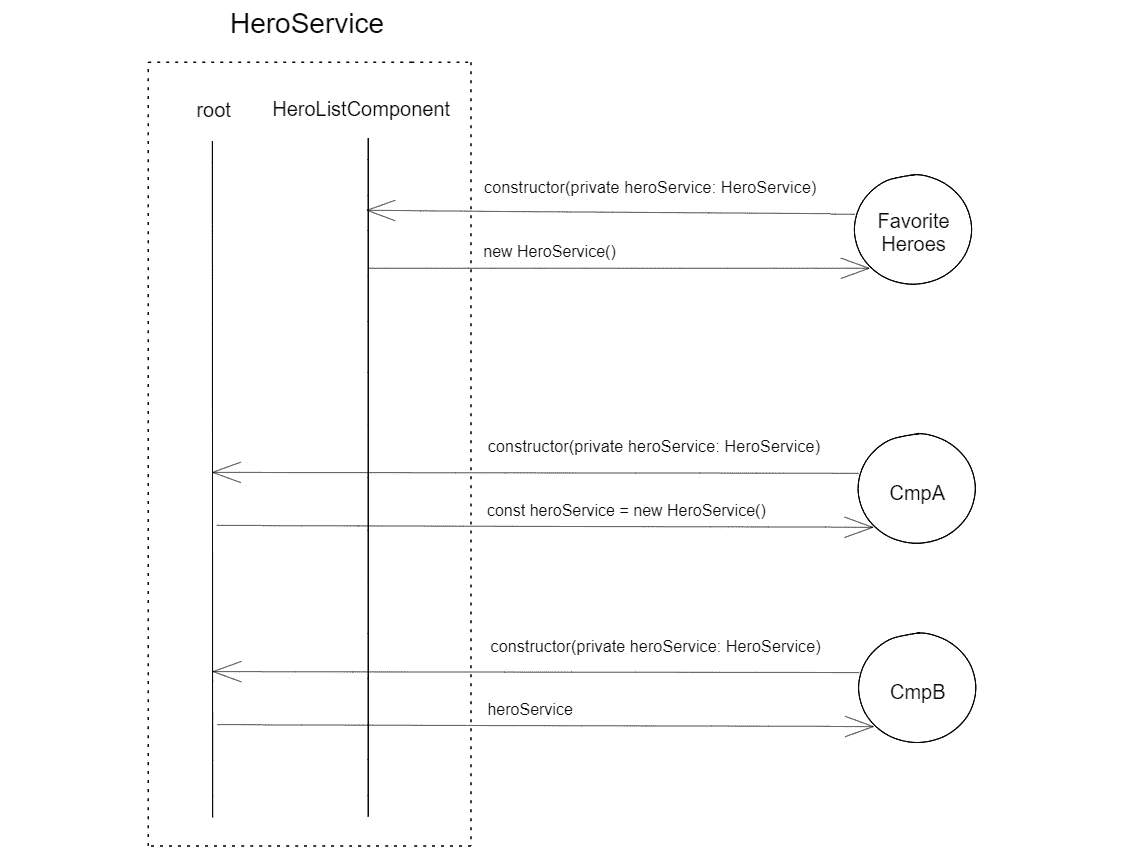 HeroService
root
HeroListComponent
constructor(private heroService: HeroService)
Favorite
Heroes
new HeroService()
constructor(private heroService: HeroService)
CmpA
const heroService = new HeroService()
constructor(private heroService: HeroService)
CmpB
heroService